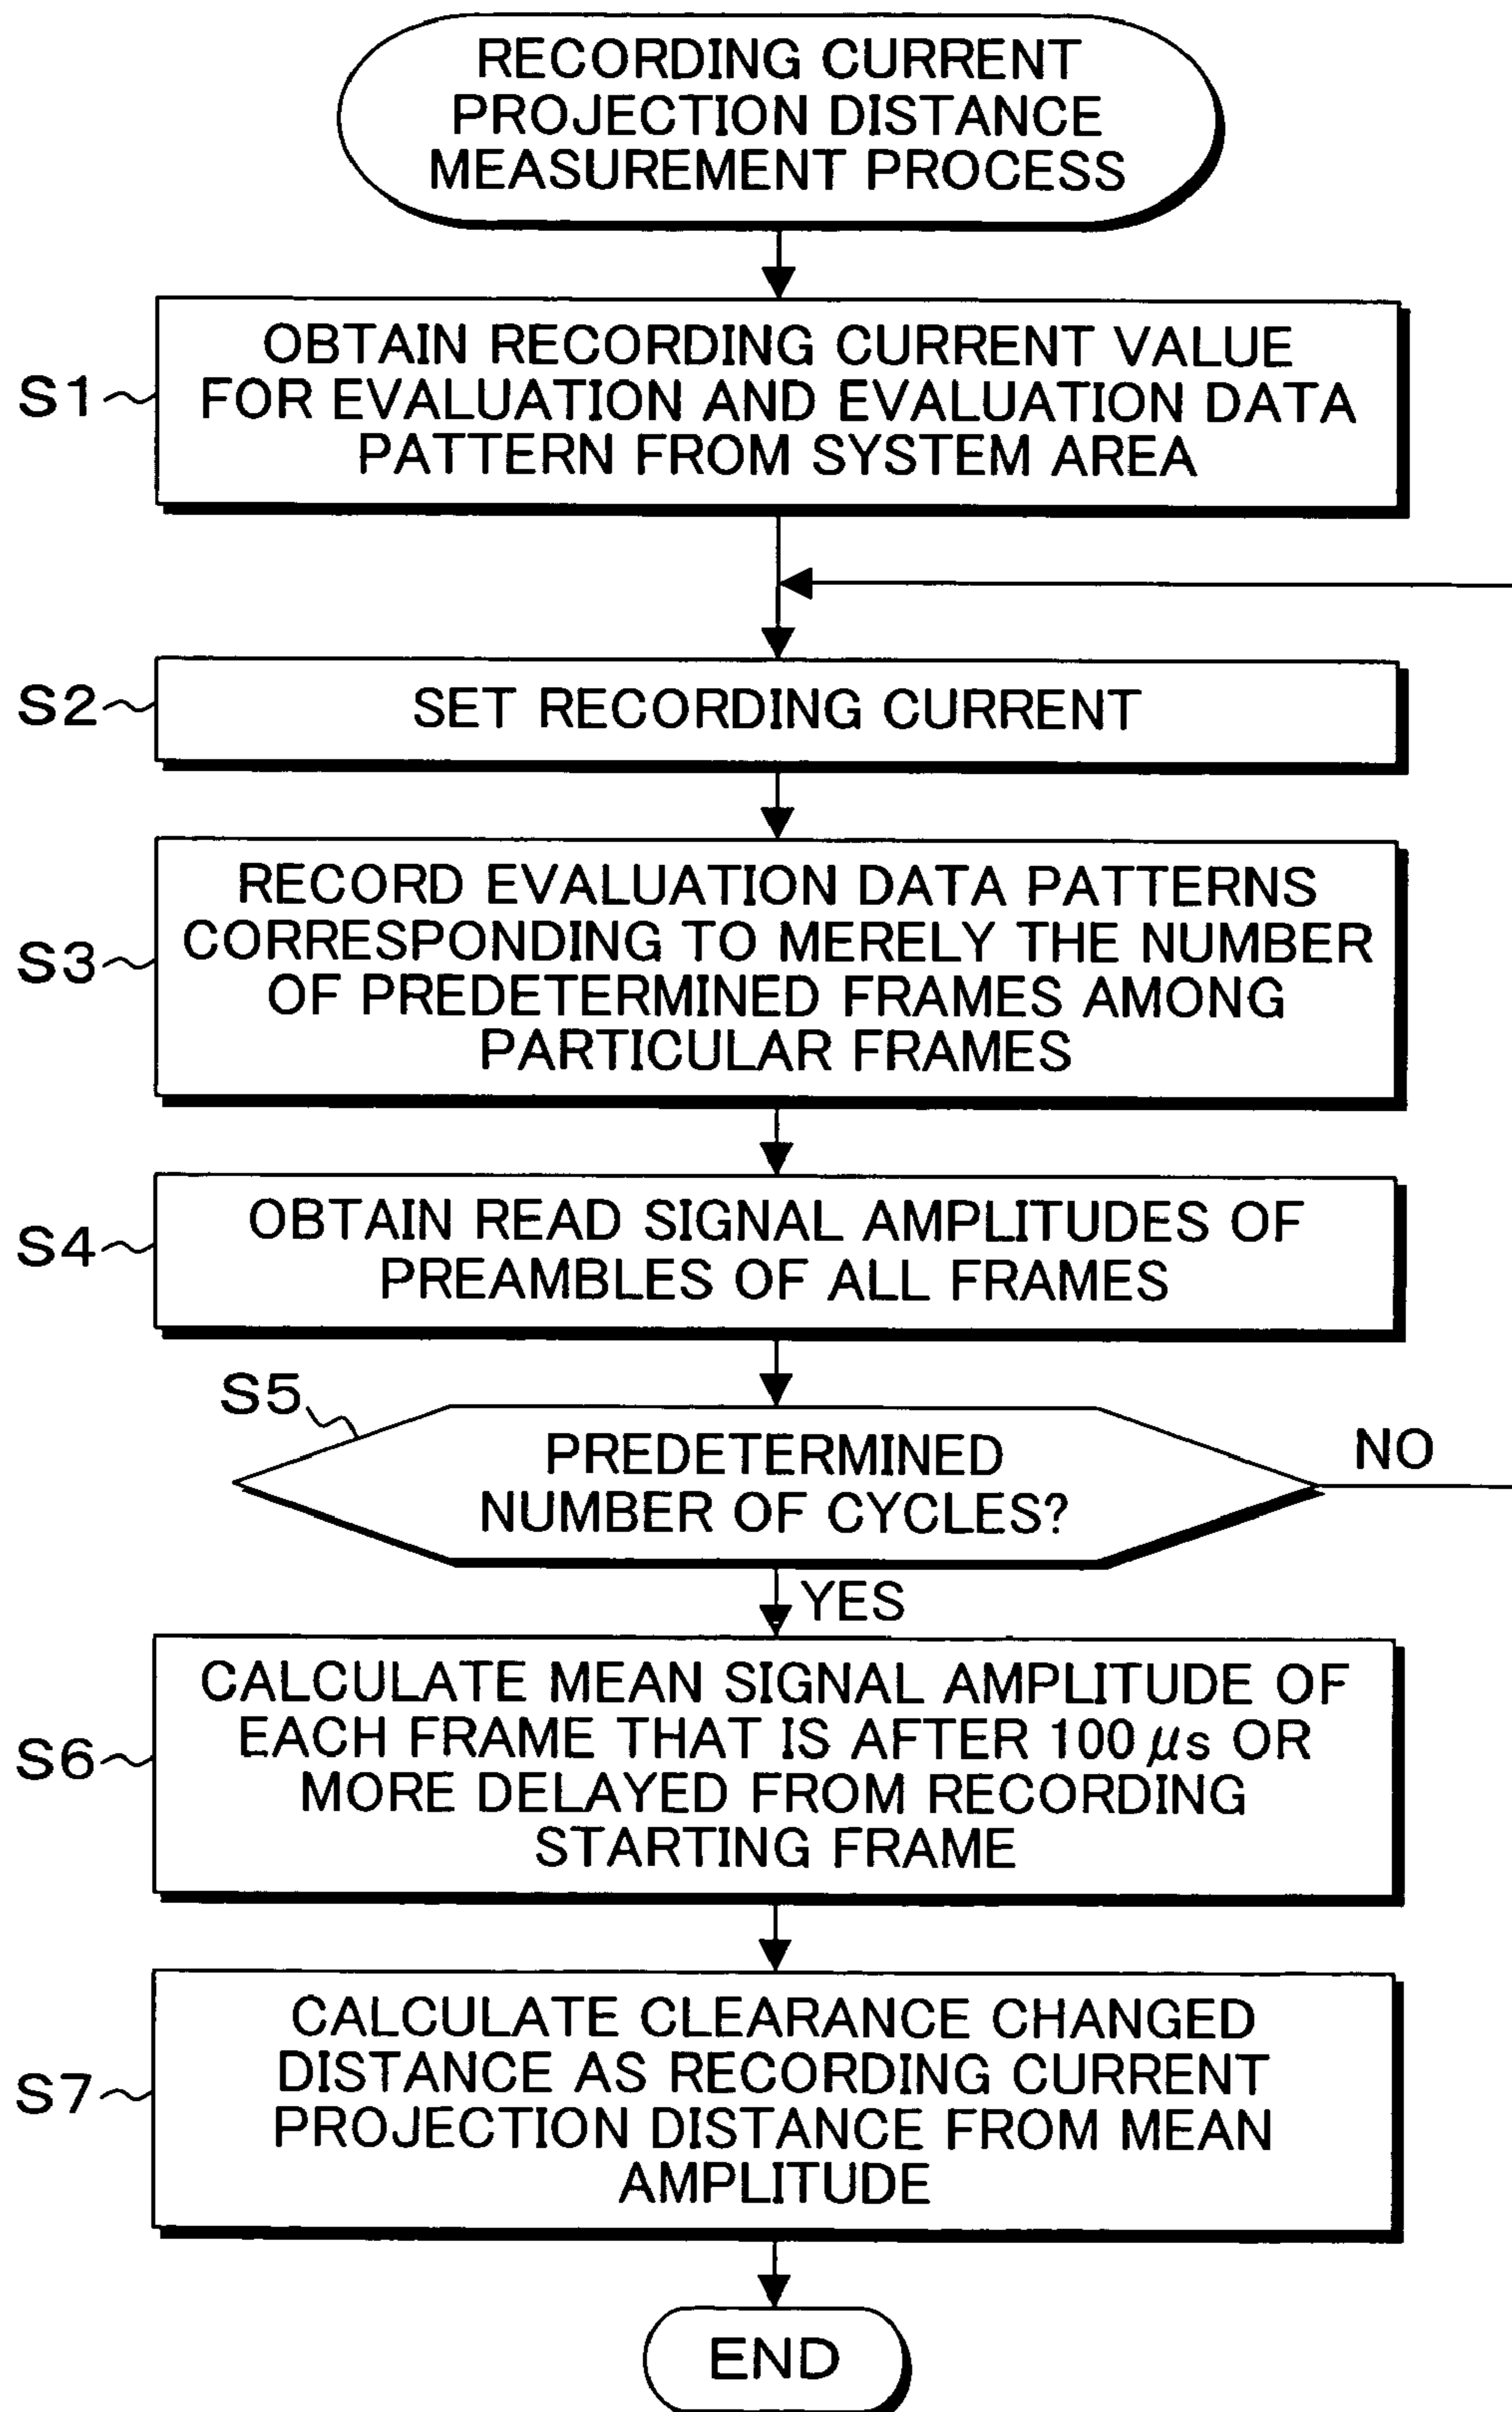 RECORDING CURRENT
PROJECTION DISTANCE
MEASUREMENT PROCESS
S1
OBTAIN RECORDING CURRENT VALUE
FOR EVALUATION AND EVALUATION DATA
PATTERN FROM SYSTEM AREA
S2
SET RECORDING CURRENT
S3
RECORD EVALUATION DATA PATTERNS
CORRESPONDING TO MERELY THE NUMBER
OF PREDETERMINED FRAMES AMONG
PARTICULAR FRAMES
S4
OBTAIN READ SIGNAL AMPLITUDES OF
PREAMBLES OF ALL FRAMES
S5
PREDETERMINED
NUMBER OF CYCLES?
NO
YES
S6
CALCULATE MEAN SIGNAL AMPLITUDE OF
EACH FRAME THAT IS AFTER 100 μs OR
MORE DELAYED FROM RECORDING
STARTING FRAME
S7
CALCULATE CLEARANCE CHANGED
DISTANCE AS RECORDING CURRENT
PROJECTION DISTANCE FROM MEAN
AMPLITUDE
END